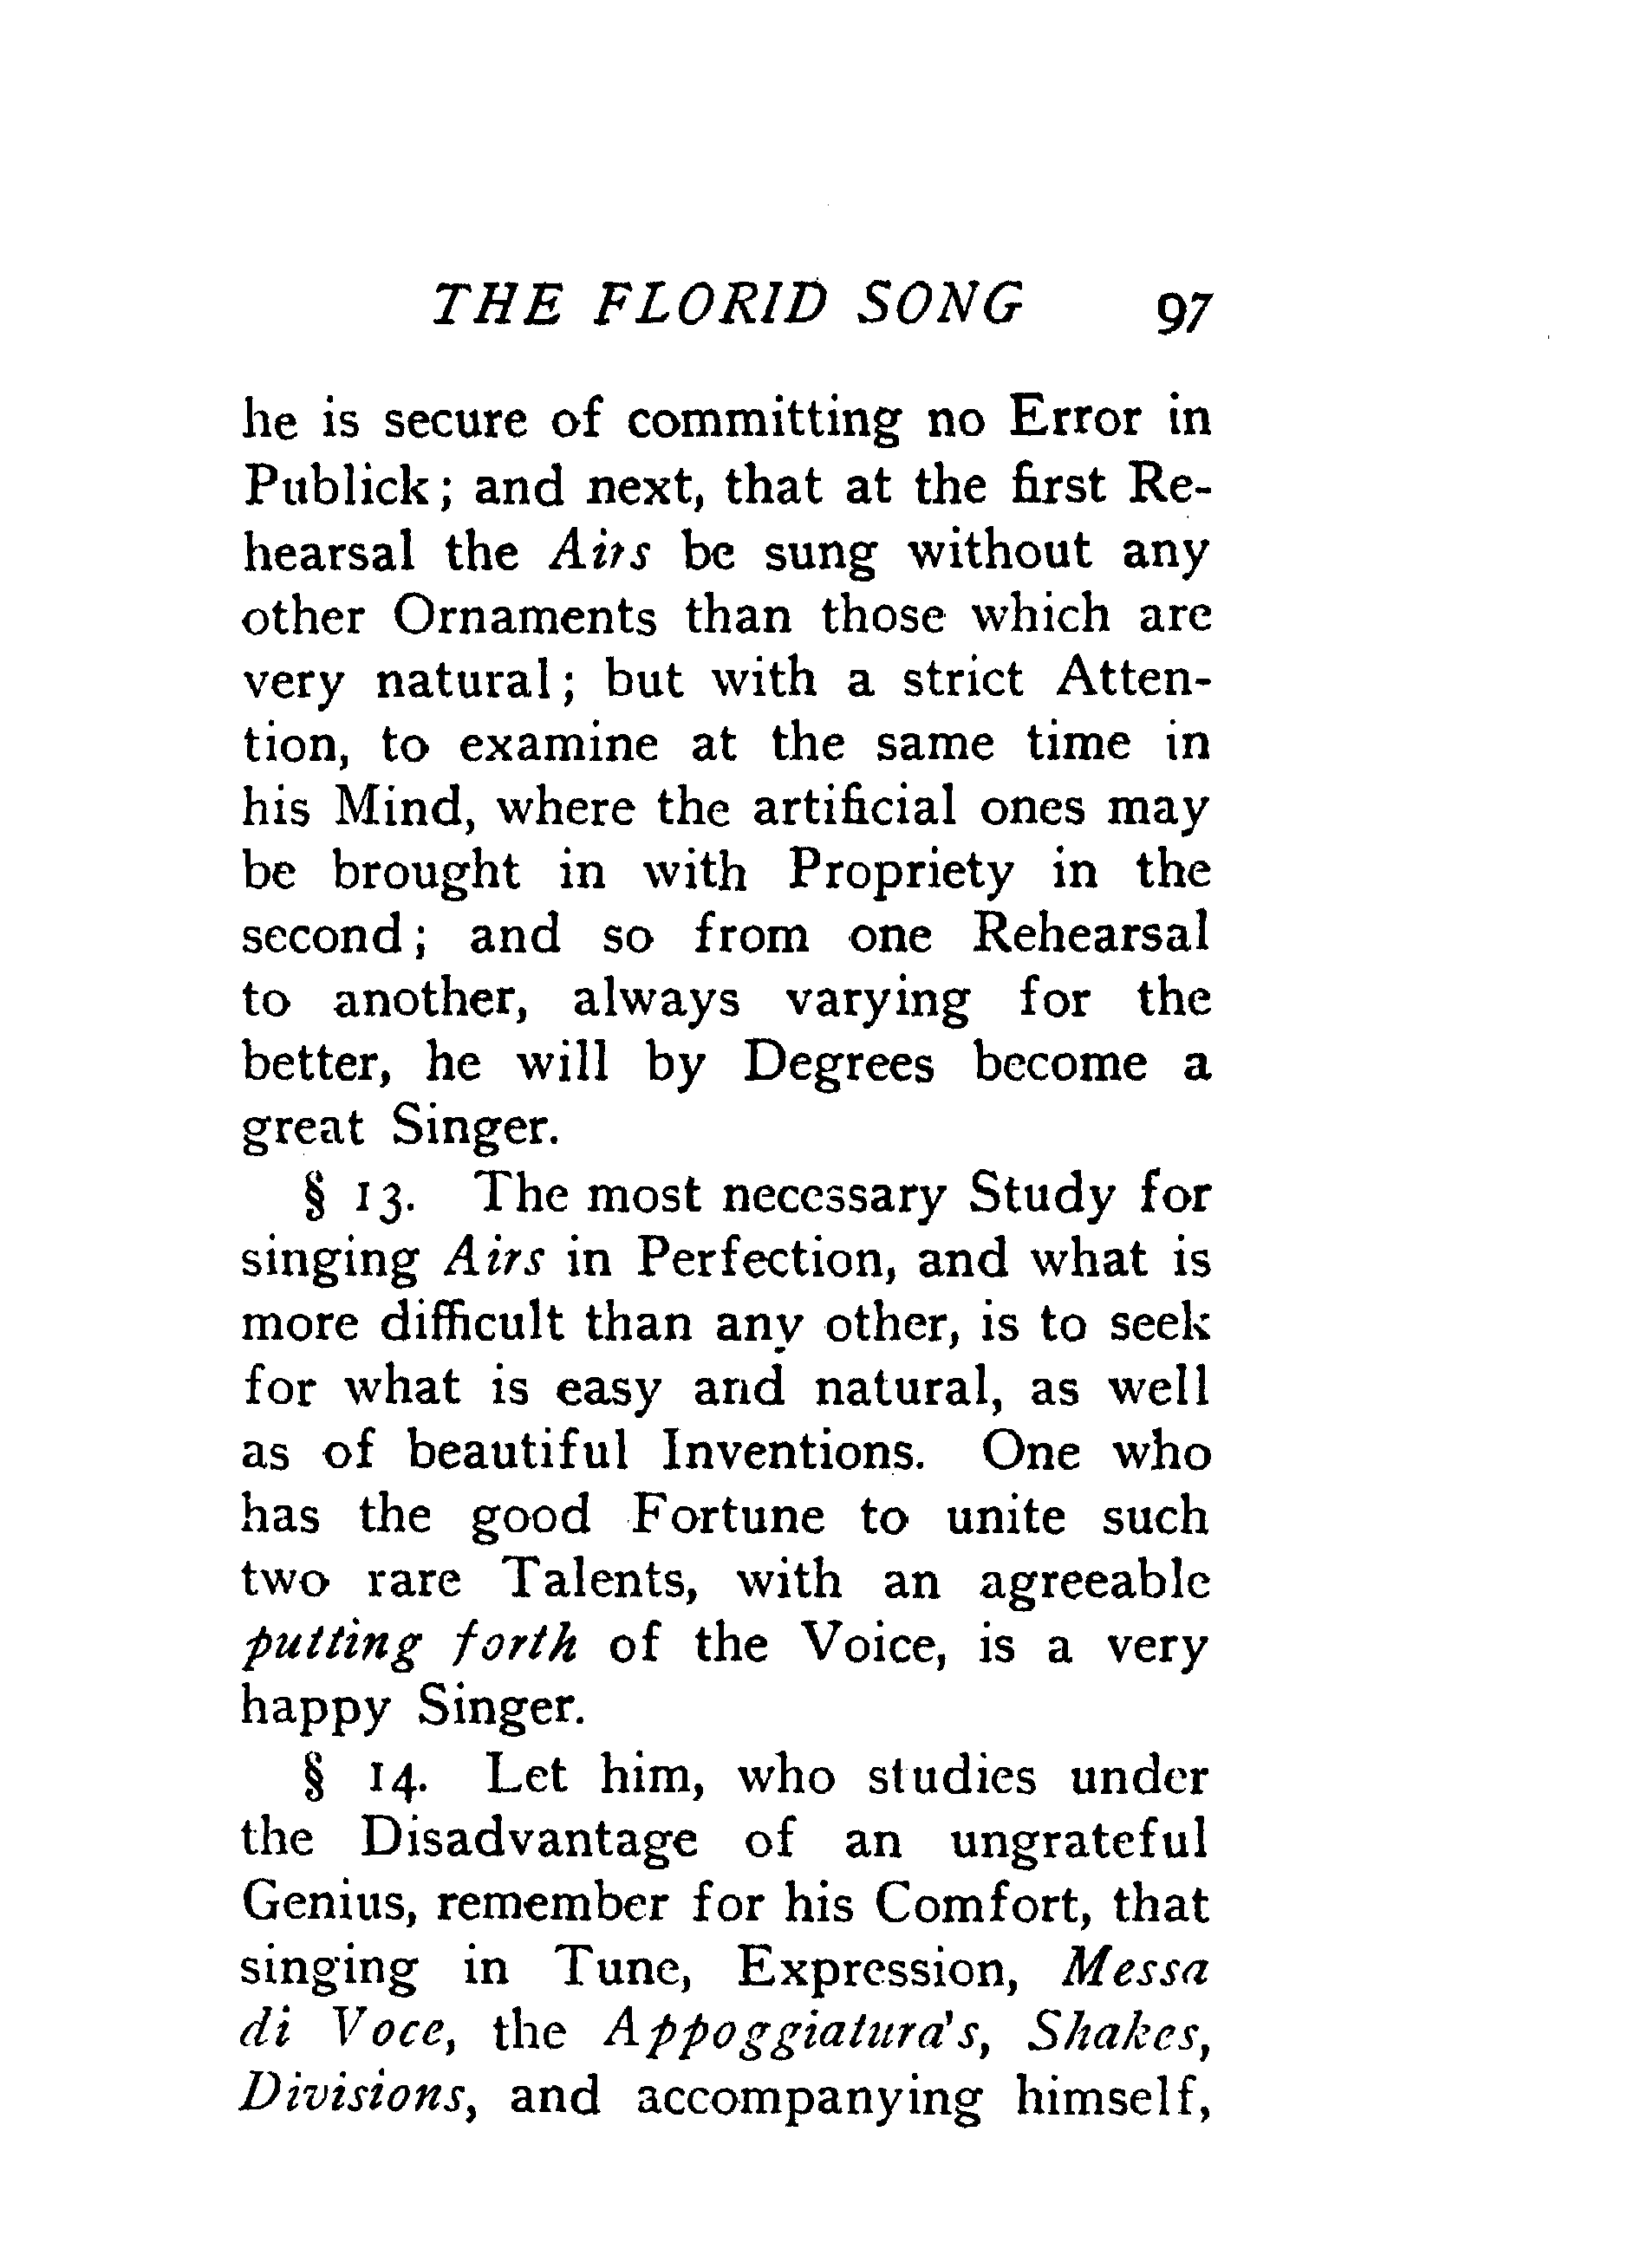 THE FLORID SONG 97
he is secure of committing no Error in
Publick; and next, that at the first Re-
hearsal the Airs be sung without any
other Ornaments than those which are
very natural; but with a strict Atten-
tion, to examine at the same time in
his Mind, where the artificial ones may
be brought in with Propriety in the
second; and so from one Rehearsal
to another, always varying for the
better, he will by Degrees become a
great Singer.
§ 13. The most necessary Study for
singing Airs in Perfection, and what is
more difficult than any other, is to seek
for what is easy and natural, as well
as of beautiful Inventions. One who
has the good Fortune to unite such
two rare Talents, with an agreeable
putting forth of the Voice, is a very
happy Singer.
§ 14. Let him, who studies under
the Disadvantage of an ungrateful
Genius, remember for his Comfort, that
singing in Tune, Expression, Messa
di Voce, the Appoggiatura's, Shakes,
Divisions, and accompanying himself,